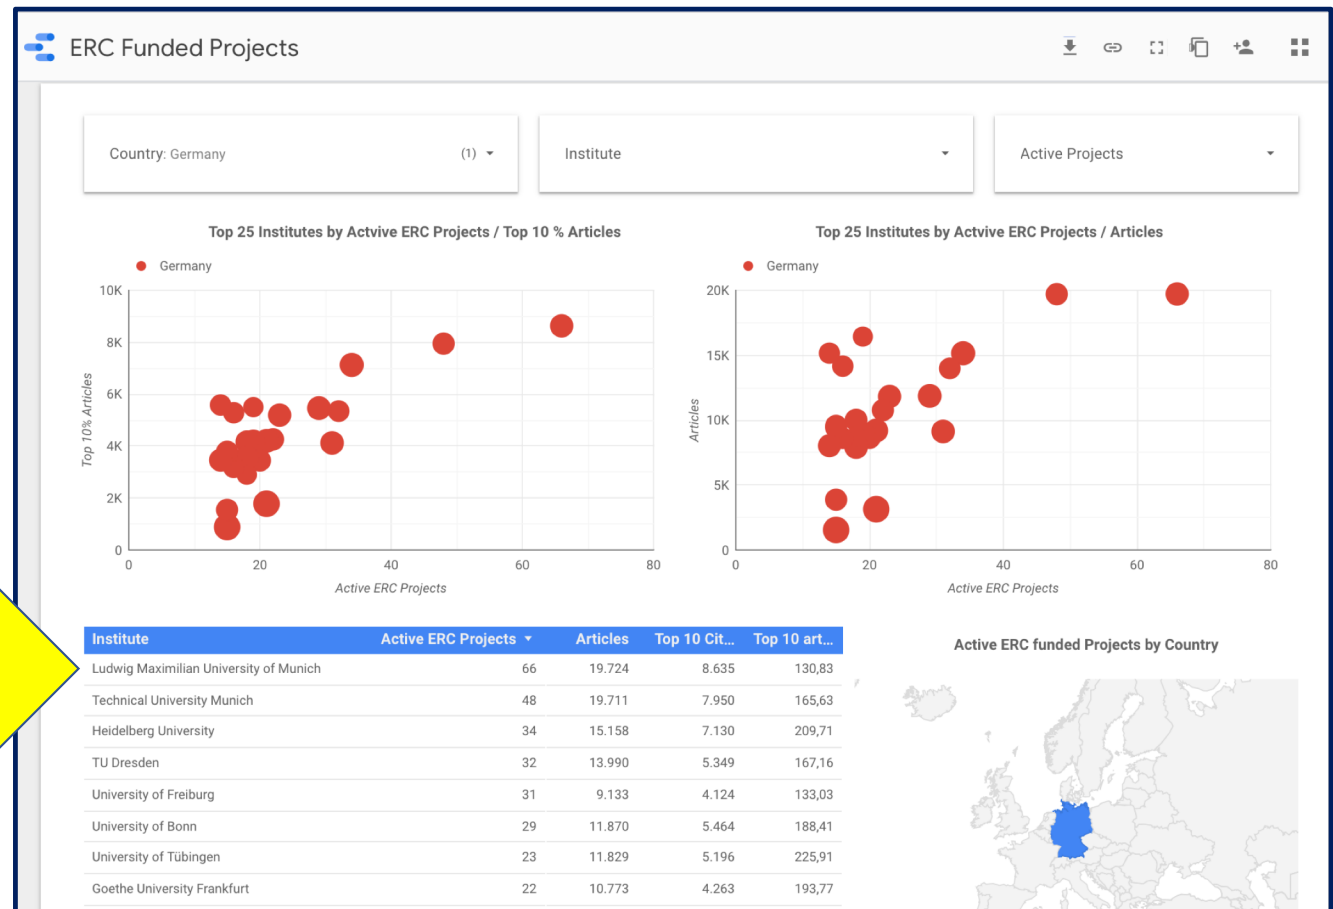 ERC Funded Projects
Country: Germany (1)
Institute
Active Projects
Top 25 Institutes by Actvive ERC Projects / Top 10 % Articles
Germany
10K
8K
6K
4K
2K
0
Top 10% Articles
0 20 40 60 80
Active ERC Projects
Top 25 Institutes by Actvive ERC Projects / Articles
Germany
20K
15K
10K
5K
0
Articles
0 20 40 60 80
Active ERC Projects
Institute Active ERC Projects Articles Top 10 Cit... Top 10 art...
Ludwig Maximilian University of Munich 66 19.724 8.635 130,83
Technical University Munich 48 19.711 7.950 165,63
Heidelberg University 34 15.158 7.130 209,71
TU Dresden 32 13.990 5.349 167,16
University of Freiburg 31 9.133 4.124 133,03
University of Bonn 29 11.870 5.464 188,41
University of Tübingen 23 11.829 5.196 225,91
Goethe University Frankfurt 22 10.773 4.263 193,77
Active ERC funded Projects by Country